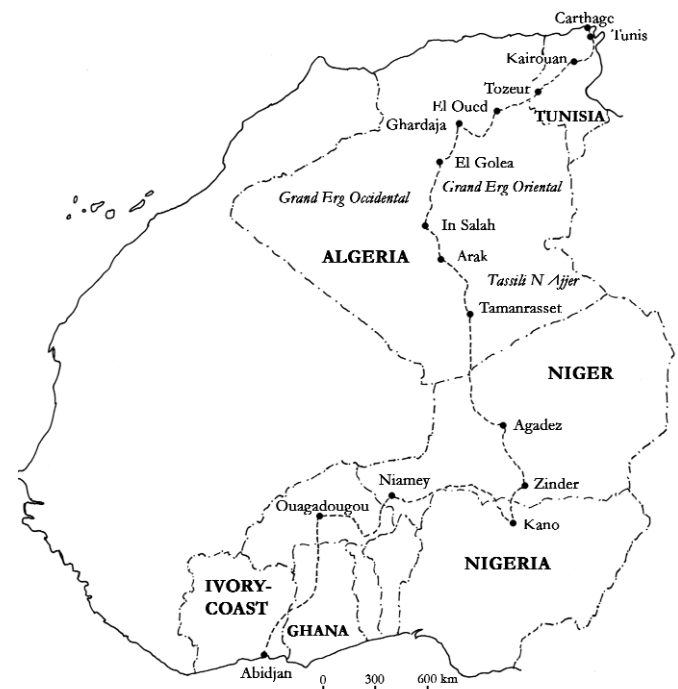 Carthage
Tunis
Kairouan
Tozeur
El Oued
TUNISIA
Ghardaja
El Golea
Grand Erg Occidental
Grand Erg Oriental
In Salah
ALGERIA
Arak
Tassili N Ajjer
Tamanrasset
NIGER
Agadez
Niamey
Zinder
Ouagadougou
Kano
NIGERIA
IVORY-
COAST
GHANA
Abidjan
0 300 600 km